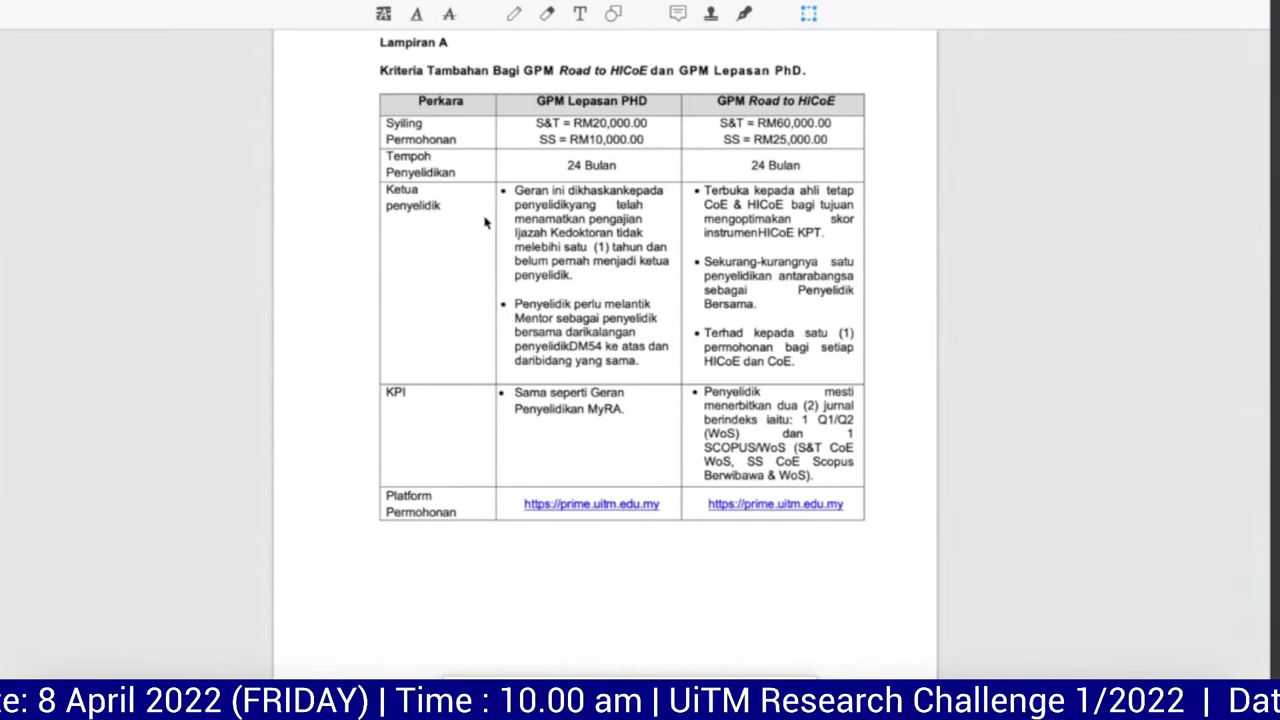 Lampiran A
Kriteria Tambahan Bagi GPM Road to HICoE dan GPM Lepasan PhD.
Perkara
GPM Lepasan PHD
GPM Road to HICoE
Syiling
Permohonan
S&T = RM20,000.00
SS = RM10,000.00
S&T = RM60,000.00
SS = RM25,000.00
Tempoh
Penyelidikan
24 Bulan
24 Bulan
Ketua
penyelidik
• Geran ini dikhaskankepada
penyelidikyang telah
menamatkan pengajian
Ijazah Kedoktoran tidak
melebihi satu (1) tahun dan
belum pernah menjadi ketua
penyelidik.
• Penyelidik perlu melantik
Mentor sebagai penyelidik
bersama darikalangan
penyelidikDM54 ke atas dan
daribidang yang sama.
• Terbuka kepada ahli tetap
CoE & HICoE bagi tujuan
mengoptimakan skor
instrumenHICoE KPT.
• Sekurang-kurangnya satu
penyelidikan antarabangsa
sebagai Penyelidik
Bersama.
• Terhad kepada satu (1)
permohonan bagi setiap
HICoE dan CoE.
KPI
• Sama seperti Geran
Penyelidikan MyRA.
• Penyelidik mesti
menerbitkan dua (2) jurnal
berindeks iaitu: 1 Q1/Q2
(WoS) dan 1
SCOPUS/WoS (S&T CoE
WoS, SS CoE Scopus
Berwibawa & WoS).
Platform
Permohonan
https://prime.uitm.edu.my
https://prime.uitm.edu.my
te: 8 April 2022 (FRIDAY) | Time : 10.00 am | UiTM Research Challenge 1/2022 | Dat